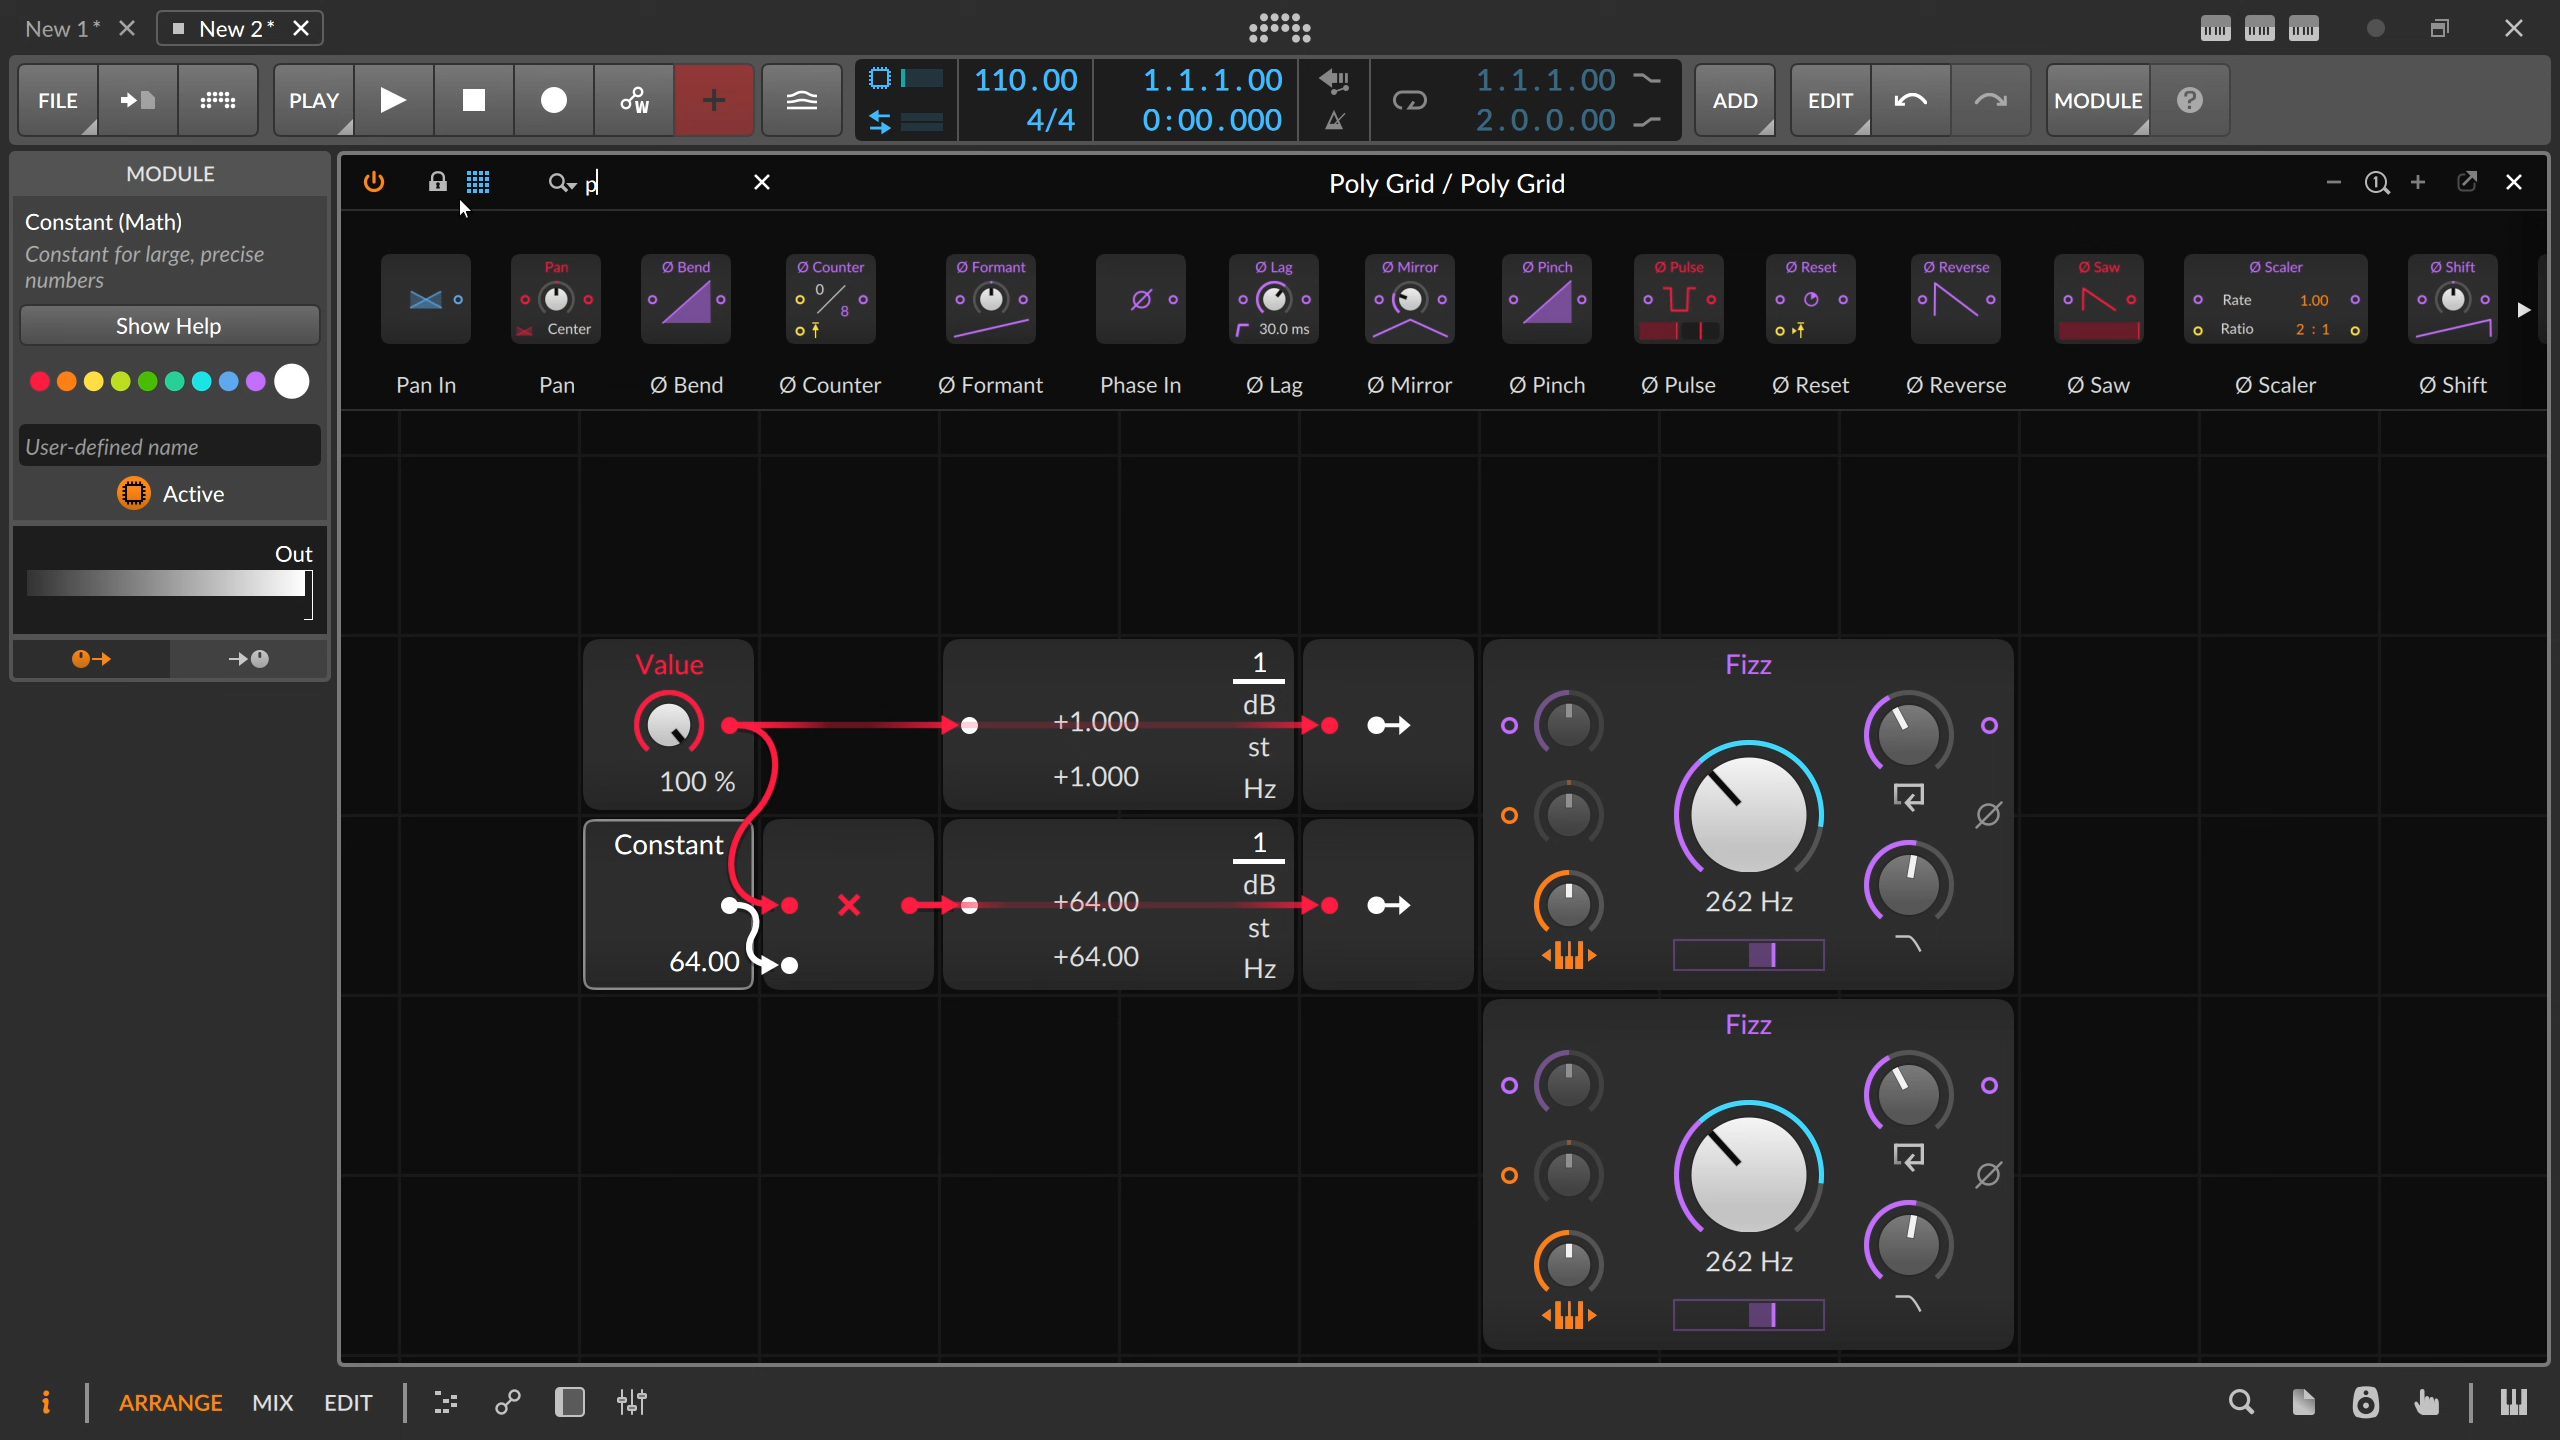 New 1*
New 2*
FILE
PLAY
W
110.00
4/4
1.1.1.00
0:00.000
1.1.1.00
2.0.0.00
ADD
EDIT
MODULE
?
MODULE
Constant (Math)
Constant for large, precise
numbers
Show Help
User-defined name
Active
Out
p
Poly Grid / Poly Grid
1
Pan
Center
Ø Bend
Ø Counter
0
8
Ø Formant
Ø Lag
30.0 ms
Ø Mirror
Ø Pinch
Ø Pulse
Ø Reset
Ø Reverse
Ø Saw
Ø Scaler
Rate 1.00
Ratio 2 : 1
Ø Shift
Pan In
Pan
Ø Bend
Ø Counter
Ø Formant
Phase In
Ø Lag
Ø Mirror
Ø Pinch
Ø Pulse
Ø Reset
Ø Reverse
Ø Saw
Ø Scaler
Ø Shift
Value
100 %
+1.000
+1.000
1
dB
st
Hz
Constant
64.00
+64.00
+64.00
1
dB
st
Hz
Fizz
262 Hz
Fizz
262 Hz
i
ARRANGE
MIX
EDIT